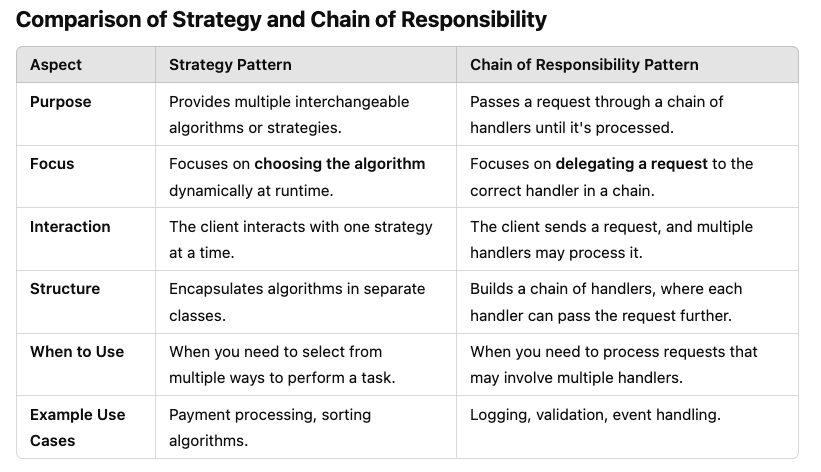 Comparison of Strategy and Chain of Responsibility
Aspect Strategy Pattern Chain of Responsibility Pattern
Purpose Provides multiple interchangeable Passes a request through a chain of
algorithms or strategies. handlers until it's processed.
Focus Focuses on choosing the algorithm Focuses on delegating a request to the
dynamically at runtime. correct handler in a chain.
Interaction The client interacts with one strategy The client sends a request, and multiple
at a time. handlers may process it.
Structure Encapsulates algorithms in separate Builds a chain of handlers, where each
classes. handler can pass the request further.
When to Use When you need to select from When you need to process requests that
multiple ways to perform a task. may involve multiple handlers.
Example Use Payment processing, sorting Logging, validation, event handling.
Cases algorithms.